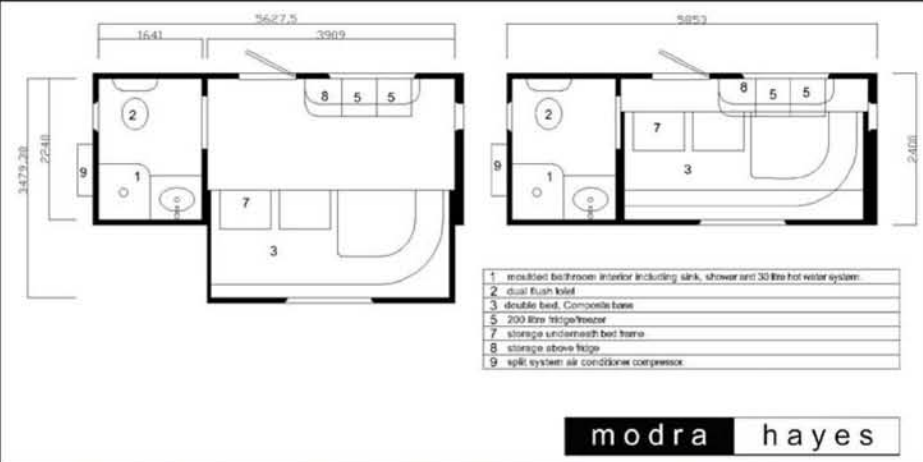 5627,5
1641
3909
3479,20
2240
9
2
1
8
5
5
7
3
5853
2400
9
2
1
8
5
5
7
3
1 moulded bathroom interior including sink, shower and 30 litre hot water system.
2 dual flush toilet
3 double bed, Composite base
5 200 litre fridge/freezer
7 storage underneath bed frame
8 storage above fridge
9 split system air conditioner compressor
modra hayes